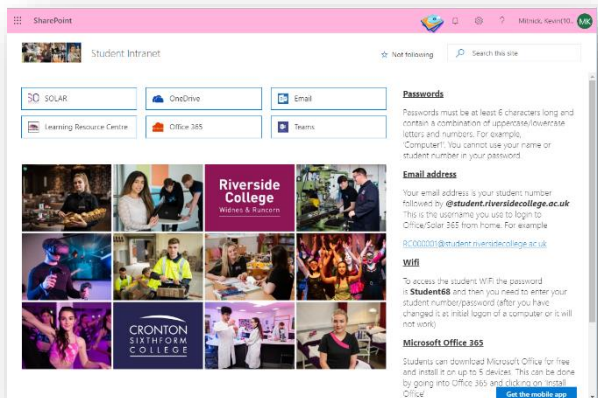 SharePoint
Mitnick, Kevin(10..
MK
Student Intranet
Not following
Search this site
SOLAR
OneDrive
Email
Learning Resource Centre
Office 365
Teams
Riverside
College
Widnes & Runcorn
CRONTON
SIXTHFORM
COLLEGE
Passwords
Passwords must be at least 6 characters long and
contain a combination of uppercase/lowercase
letters and numbers. For example,
'Computer1'. You cannot use your name or
student number in your password.
Email address
Your email address is your student number
followed by @student.riversidecollege.ac.uk
This is the username you use to login to
Office/Solar 365 from home. For example
RC000001@student.riversidecollege.ac.uk
Wifi
To access the student WiFi the password
is Student68 and then you need to enter your
student number/password (after you have
changed it at initial logon of a computer or it will
not work)
Microsoft Office 365
Students can download Microsoft Office for free
and install it on up to 5 devices. This can be done
by going into Office 365 and clicking on 'Install
Office'
Get the mobile app